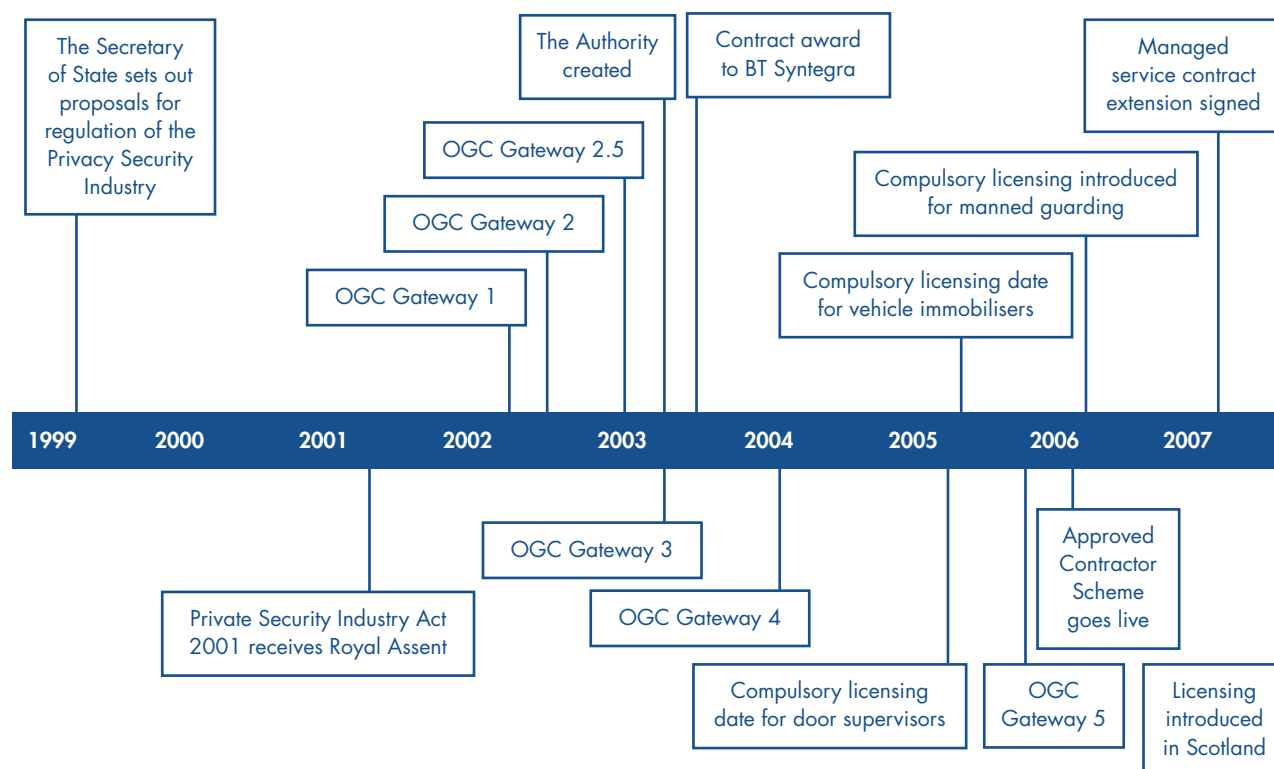 The Secretary
of State sets out
proposals for
regulation of the
Privacy Security
Industry
The Authority
created
Contract award
to BT Syntegra
Managed
service contract
extension signed
OGC Gateway 2.5
Compulsory licensing introduced
for manned guarding
OGC Gateway 2
OGC Gateway 1
Compulsory licensing date
for vehicle immobilisers
1999 2000 2001 2002 2003 2004 2005 2006 2007
OGC Gateway 3
Approved
Contractor
Scheme
goes live
Private Security Industry Act
2001 receives Royal Assent
OGC Gateway 4
Compulsory licensing
date for door supervisors
OGC
Gateway 5
Licensing
introduced
in Scotland